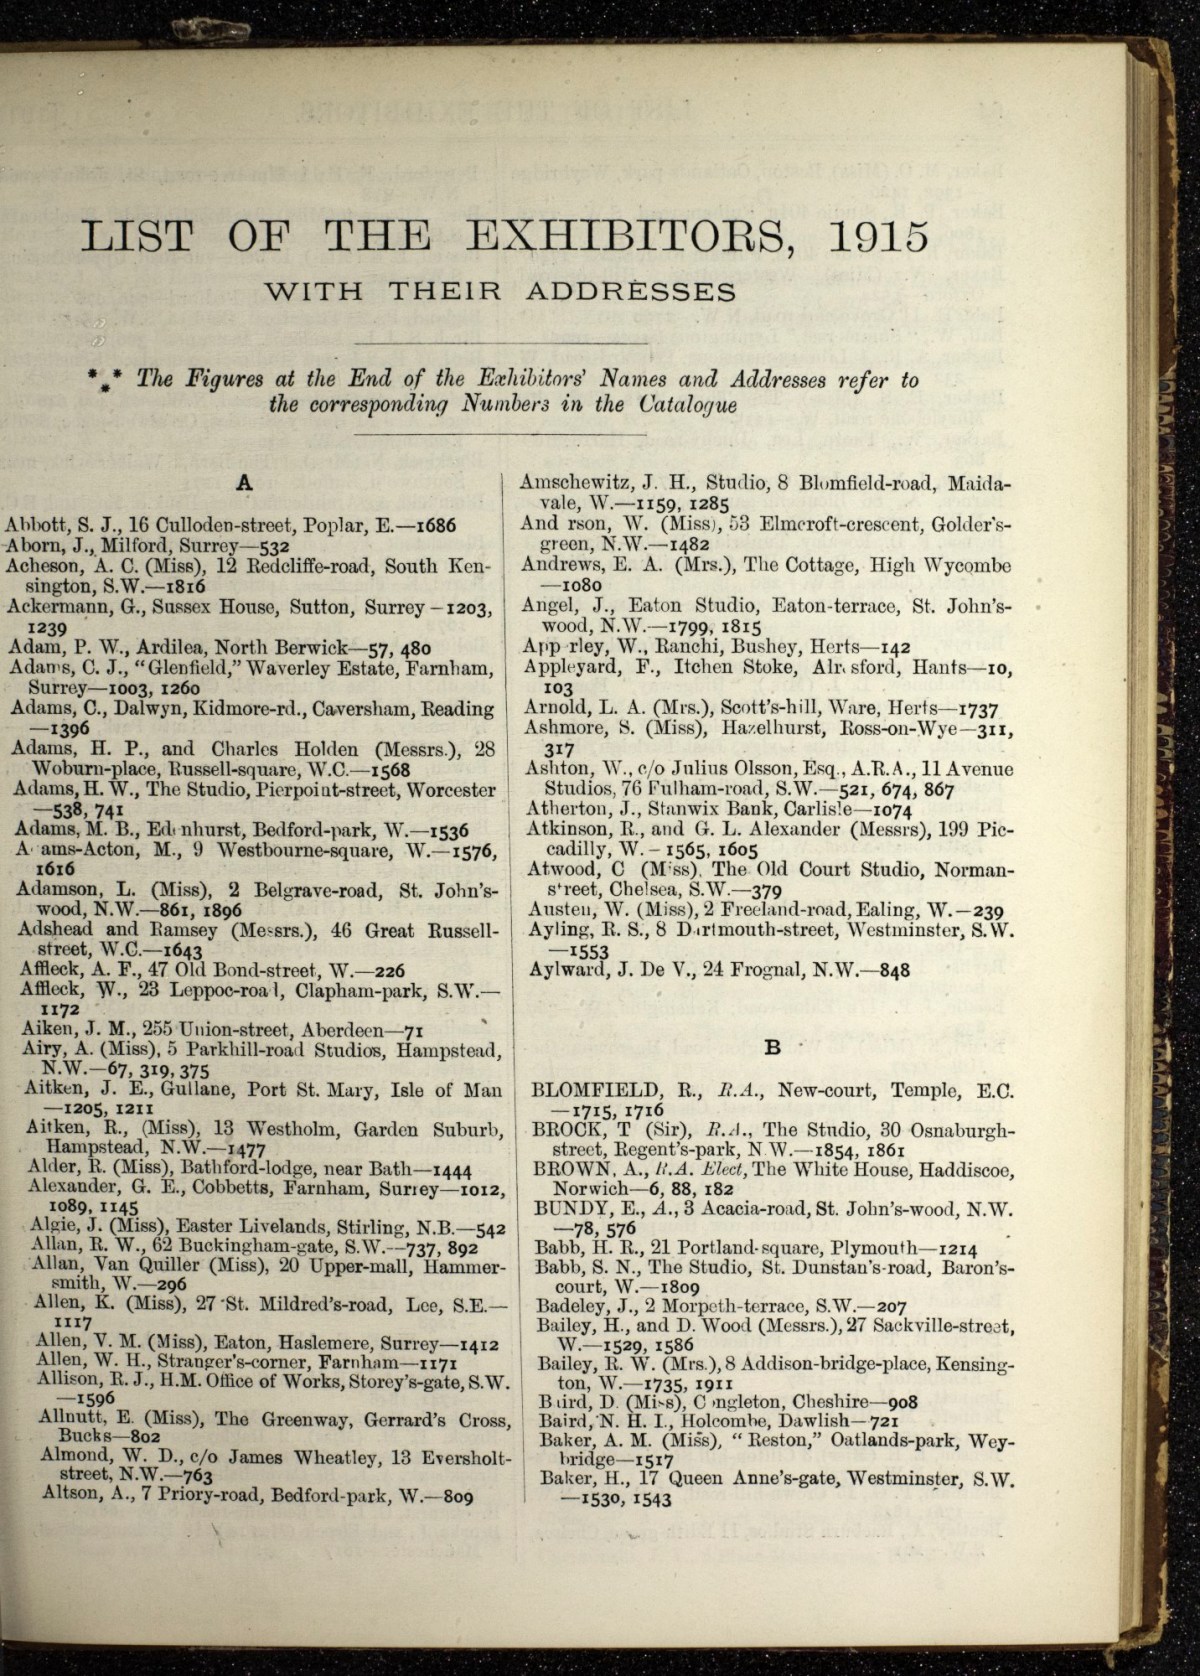 LIST OF THE EXHIBITORS, 1915
WITH THEIR ADDRESSES
*** The Figures at the End of the Exhibitors' Names and Addresses refer to
the corresponding Numbers in the Catalogue
A
Abbott, S. J., 16 Culloden-street, Poplar, E.—1686
Aborn, J., Milford, Surrey—532
Acheson, A. C. (Miss), 12 Redcliffe-road, South Ken-
sington, S.W.—1816
Ackermann, G., Sussex House, Sutton, Surrey—1203,
1239
Adam, P. W., Ardilea, North Berwick—57, 480
Adams, C. J., "Glenfield," Waverley Estate, Farnham,
Surrey—1003, 1260
Adams, C., Dalwyn, Kidmore-rd., Caversham, Reading
—1396
Adams, H. P., and Charles Holden (Messrs.), 28
Woburn-place, Russell-square, W.C.—1568
Adams, H. W., The Studio, Pierpoint-street, Worcester
—538, 741
Adams, M. B., Ed nhurst, Bedford-park, W.—1536
A ams-Acton, M., 9 Westbourne-square, W.—1576,
1616
Adamson, L. (Miss), 2 Belgrave-road, St. John's-
wood, N.W.—861, 1896
Adshead and Ramsey (Messrs.), 46 Great Russell-
street, W.C.—1643
Affleck, A. F., 47 Old Bond-street, W.—226
Affleck, W., 23 Leppoc-road, Clapham-park, S.W.—
1172
Aiken, J. M., 255 Union-street, Aberdeen—71
Airy, A. (Miss), 5 Parkhill-road Studios, Hampstead,
N.W.—67, 319, 375
Aitken, J. E., Gullane, Port St. Mary, Isle of Man
—1205, 1211
Aitken, R., (Miss), 13 Westholm, Garden Suburb,
Hampstead, N.W.—1477
Alder, R. (Miss), Bathford-lodge, near Bath—1444
Alexander, G. E., Cobbetts, Farnham, Surrey—1012,
1089, 1145
Algie, J. (Miss), Easter Livelands, Stirling, N.B.—542
Allan, R. W., 62 Buckingham-gate, S.W.—737, 892
Allan, Van Quiller (Miss), 20 Upper-mall, Hammer-
smith, W.—296
Allen, K. (Miss), 27 St. Mildred's-road, Lee, S.E.—
1117
Allen, V. M. (Miss), Eaton, Haslemere, Surrey—1412
Allen, W. H., Stranger's-corner, Farnham—1171
Allison, R. J., H.M. Office of Works, Storey's-gate, S.W.
—1596
Allnutt, E. (Miss), The Greenway, Gerrard's Cross,
Bucks—802
Almond, W. D., c/o James Wheatley, 13 Eversholt-
street, N.W.—763
Altson, A., 7 Priory-road, Bedford-park, W.—809
Amschewitz, J. H., Studio, 8 Blomfield-road, Maida-
vale, W.—1159, 1285
And rson, W. (Miss), 53 Elmcroft-crescent, Golder's-
green, N.W.—1482
Andrews, E. A. (Mrs.), The Cottage, High Wycombe
—1080
Angel, J., Eaton Studio, Eaton-terrace, St. John's-
wood, N.W.—1799, 1815
App rley, W., Ranchi, Bushey, Herts—142
Appleyard, F., Itchen Stoke, Alresford, Hants—10,
103
Arnold, L. A. (Mrs.), Scott's-hill, Ware, Herts—1737
Ashmore, S. (Miss), Hazelhurst, Ross-on-Wye—311,
317
Ashton, W., c/o Julius Olsson, Esq., A.R.A., 11 Avenue
Studios, 76 Fulham-road, S.W.—521, 674, 867
Atherton, J., Stanwix Bank, Carlisle—1074
Atkinson, R., and G. L. Alexander (Messrs), 199 Pic-
cadilly, W.—1565, 1605
Atwood, C (Miss), The Old Court Studio, Norman-
street, Chelsea, S.W.—379
Austen, W. (Miss), 2 Freeland-road, Ealing, W.—239
Ayling, R. S., 8 Dartmouth-street, Westminster, S.W.
—1553
Aylward, J. De V., 24 Frognal, N.W.—848
B
BLOMFIELD, R., R.A., New-court, Temple, E.C.
—1715, 1716
BROCK, T (Sir), R.A., The Studio, 30 Osnaburgh-
street, Regent's-park, N W.—1854, 1861
BROWN, A., R.A. Elect, The White House, Haddiscoe,
Norwich—6, 88, 182
BUNDY, E., A., 3 Acacia-road, St. John's-wood, N.W.
—78, 576
Babb, H. R., 21 Portland-square, Plymouth—1214
Babb, S. N., The Studio, St. Dunstan's-road, Baron's-
court, W.—1809
Badeley, J., 2 Morpeth-terrace, S.W.—207
Bailey, H., and D. Wood (Messrs.), 27 Sackville-street,
W.—1529, 1586
Bailey, R. W. (Mrs.), 8 Addison-bridge-place, Kensing-
ton, W.—1735, 1911
Baird, D. (Miss), C ngleton, Cheshire—908
Baird, N. H. I., Holcombe, Dawlish—721
Baker, A. M. (Miss), "Reston," Oatlands-park, Wey-
bridge—1517
Baker, H., 17 Queen Anne's-gate, Westminster, S.W.
—1530, 1543